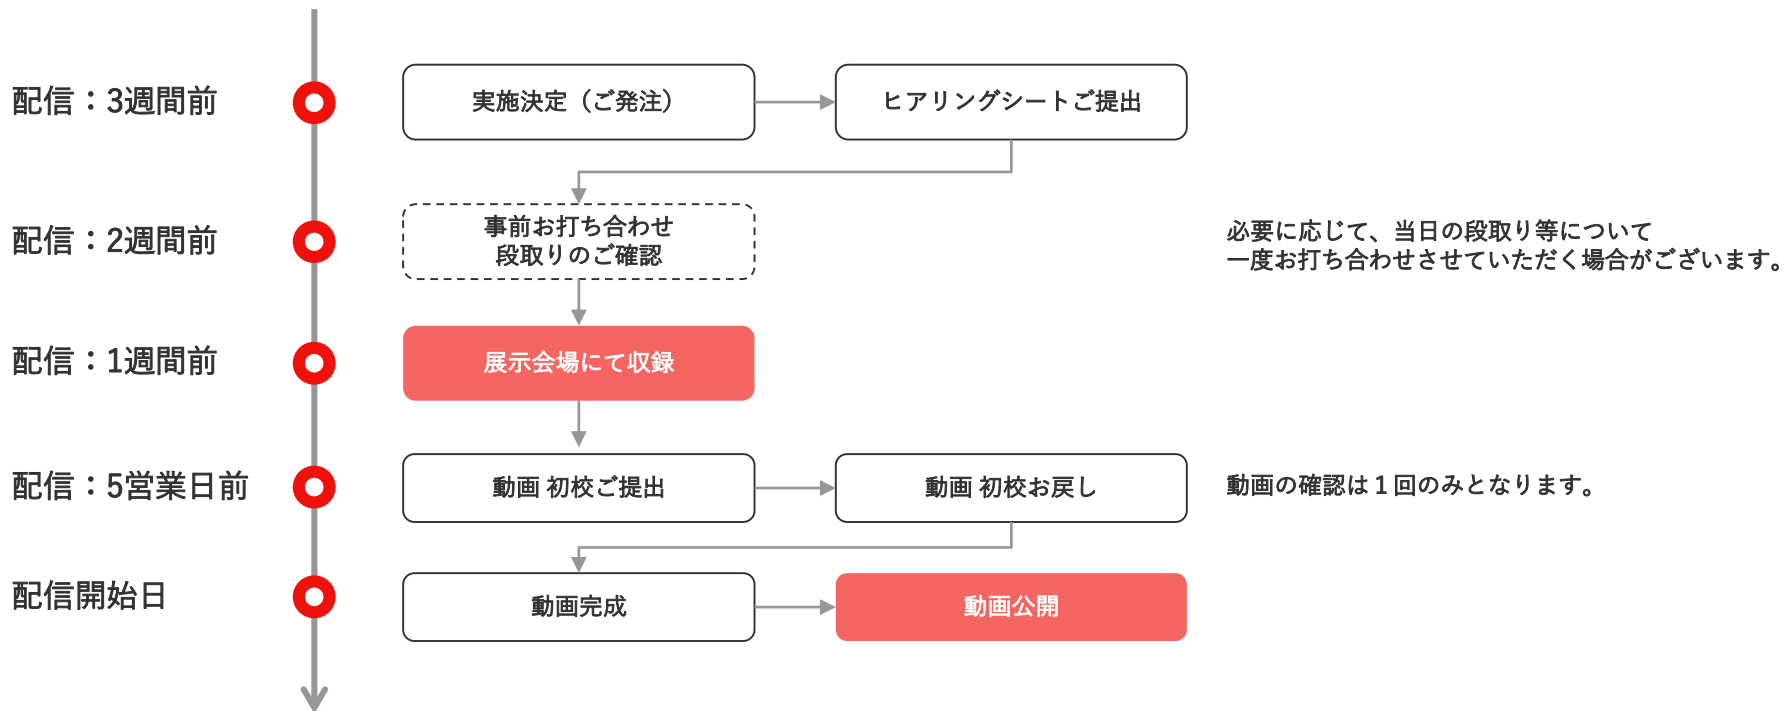 配信：3週間前
実施決定（ご発注）
ヒアリングシートご提出
配信：2週間前
事前お打ち合わせ
段取りのご確認
必要に応じて、当日の段取り等について
一度お打ち合わせさせていただく場合がございます。
配信：1週間前
展示会場にて収録
配信：5営業日前
動画 初校ご提出
動画 初校お戻し
動画の確認は１回のみとなります。
配信開始日
動画完成
動画公開